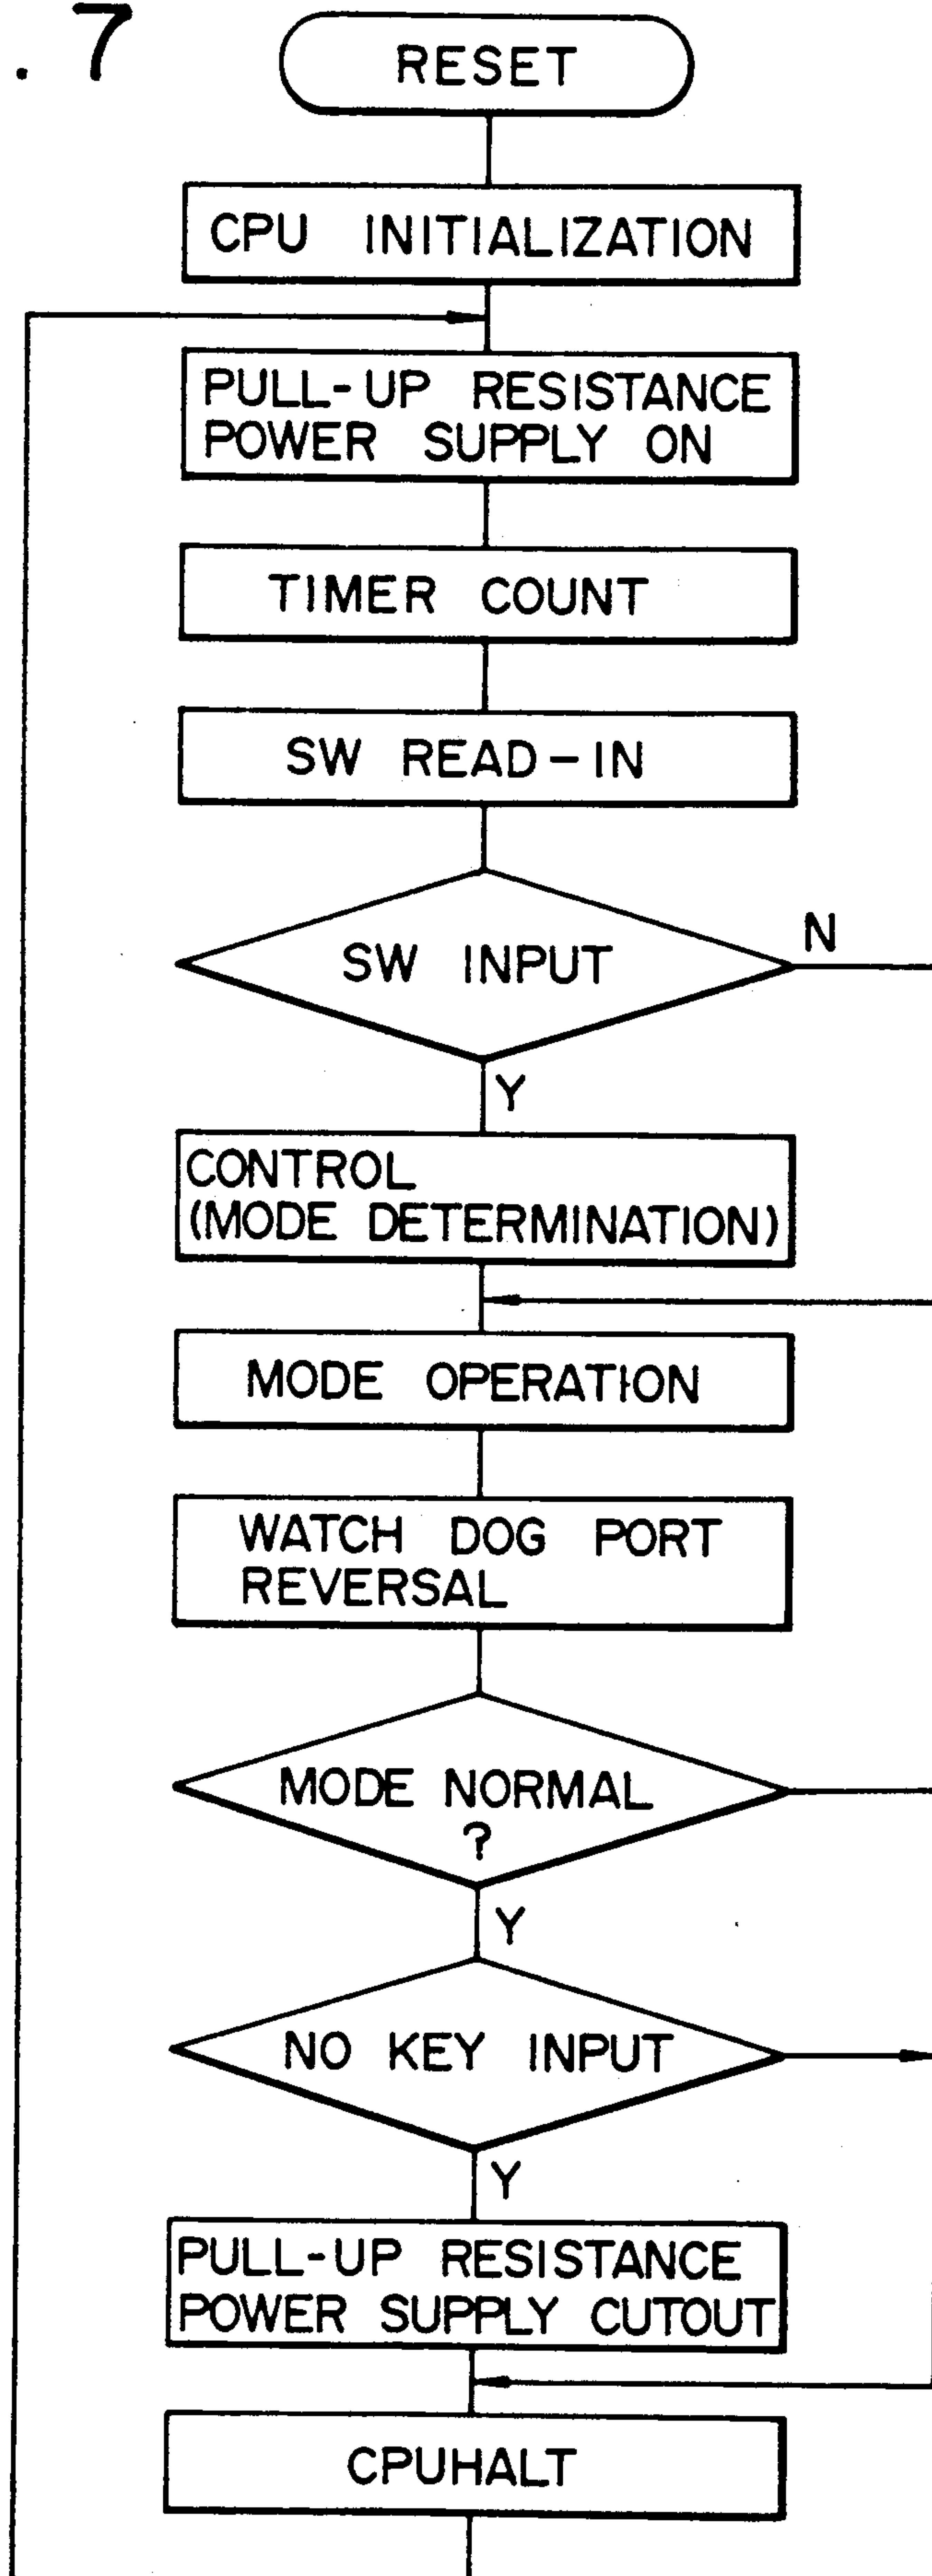 . 7
RESET
CPU INITIALIZATION
PULL-UP RESISTANCE
POWER SUPPLY ON
TIMER COUNT
SW READ-IN
SW INPUT
N
Y
CONTROL
(MODE DETERMINATION)
MODE OPERATION
WATCH DOG PORT
REVERSAL
MODE NORMAL
?
Y
NO KEY INPUT
Y
PULL-UP RESISTANCE
POWER SUPPLY CUTOUT
CPUHALT